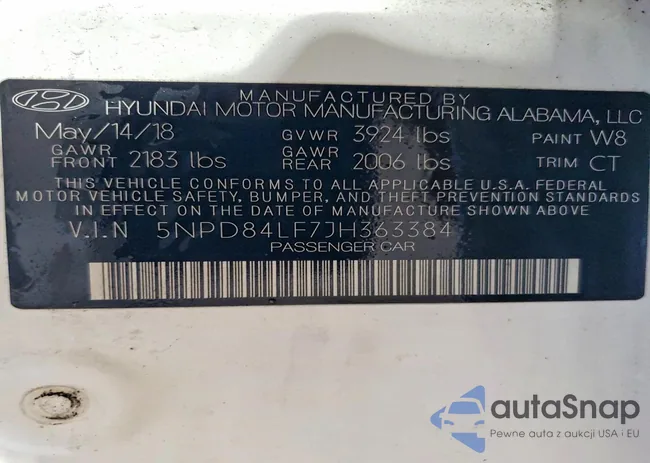 MANUFACTURED BY
HYUNDAI MOTOR MANUFACTURING ALABAMA, LLC
May/14/18 GVWR 3924 lbs PAINT W8
GAWR FRONT 2183 lbs GAWR REAR 2006 lbs TRIM CT
THIS VEHICLE CONFORMS TO ALL APPLICABLE U.S.A. FEDERAL
MOTOR VEHICLE SAFETY, BUMPER, AND THEFT PREVENTION STANDARDS
IN EFFECT ON THE DATE OF MANUFACTURE SHOWN ABOVE.
V.I.N 5NPD84LF7JH363384
PASSENGER CAR
autaSnap
Pewne auta z aukcji USA i EU